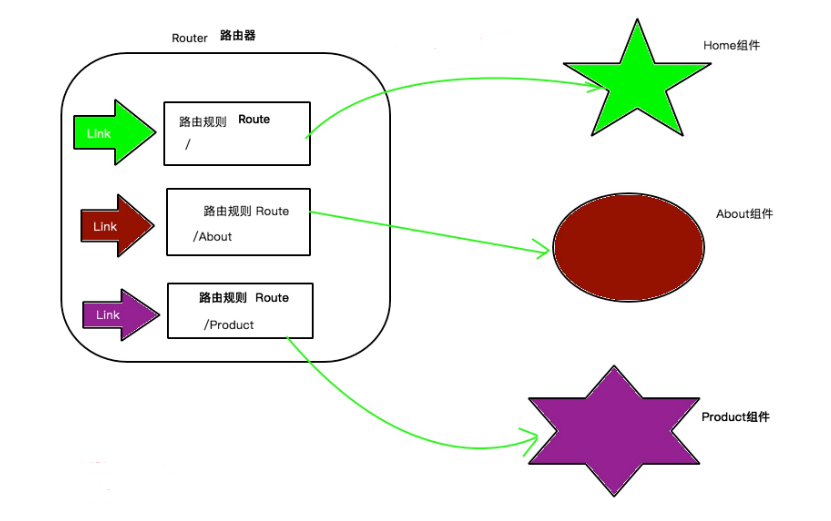 Router 路由器
Home组件
Link
路由规则 Route
/
Link
路由规则 Route
/About
About组件
Link
路由规则 Route
/Product
Product组件